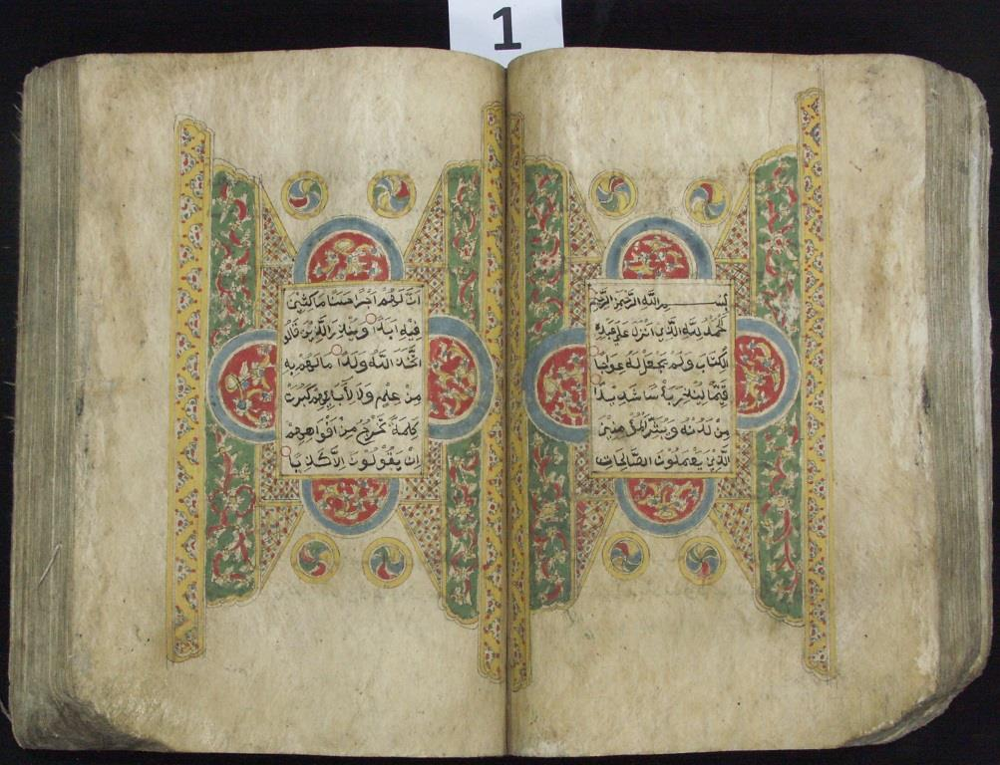 1
بسم الله الرحمن الرحيم
الحمد لله الذي انزل علي عبده
الكتاب ولم يجعل له عوجا
قيما لينذر بأسا شديدا
من لدنه ويبشر المؤمنين
الذين يعملون الصالحات
ان لهم اجرا حسنا ماكثين
فيه ابدا وينذر الذين قالوا
اتخذ الله ولدا ما لهم به
من علم ولا لأبايهم كبرت
كلمة تخرج من افواههم
ان يقولون الا كذبا